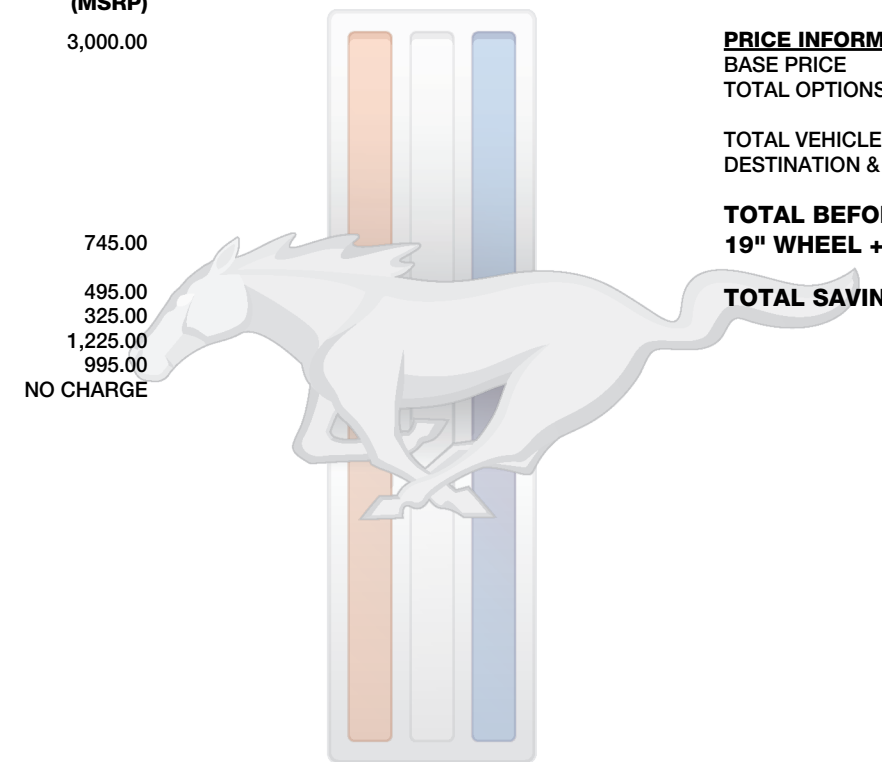 (MSRP)
3,000.00
745.00
495.00
325.00
1,225.00
995.00
NO CHARGE
PRICE INFORM
BASE PRICE
TOTAL OPTIONS
TOTAL VEHICLE
DESTINATION &
TOTAL BEFO
19" WHEEL +
TOTAL SAVIN